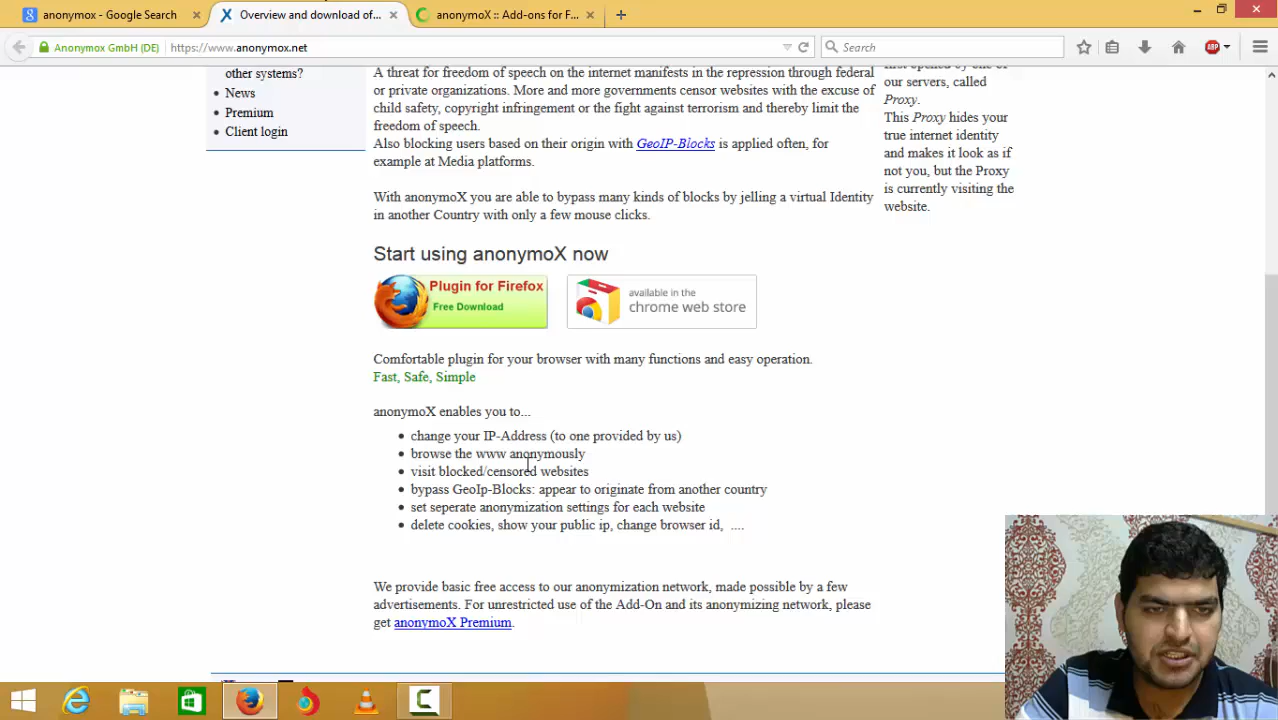 anonymox - Google Search
Overview and download of...
anonymoX :: Add-ons for F...
Anonymox GmbH (DE)
https://www.anonymox.net
Search
ABP
other systems?
News
Premium
Client login
A threat for freedom of speech on the internet manifests in the repression through federal
or private organizations. More and more governments censor websites with the excuse of
child safety, copyright infringement or the fight against terrorism and thereby limit the
freedom of speech.
Also blocking users based on their origin with GeoIP-Blocks is applied often, for
example at Media platforms.
With anonymoX you are able to bypass many kinds of blocks by jelling a virtual Identity
in another Country with only a few mouse clicks.
Start using anonymoX now
Plugin for Firefox
Free Download
available in the
chrome web store
Comfortable plugin for your browser with many functions and easy operation.
Fast, Safe, Simple
anonymoX enables you to...
change your IP-Address (to one provided by us)
browse the www anonymously
visit blocked/censored websites
bypass GeoIp-Blocks: appear to originate from another country
set seperate anonymization settings for each website
delete cookies, show your public ip, change browser id, ....
We provide basic free access to our anonymization network, made possible by a few
advertisements. For unrestricted use of the Add-On and its anonymizing network, please
get anonymoX Premium.
first opened by one of
our servers, called
Proxy.
This Proxy hides your
true internet identity
and makes it look as if
not you, but the Proxy
is currently visiting the
website.